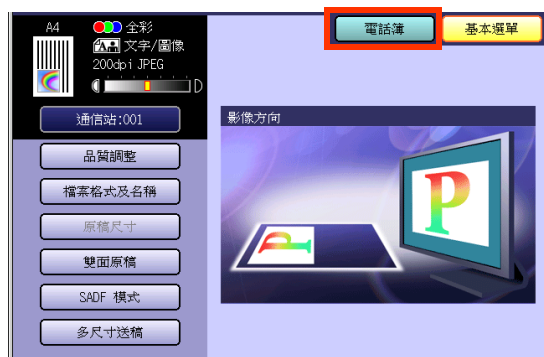 A4
全彩
文字/圖像
200dpi JPEG
D
電話簿
基本選單
通信站:001
影像方向
品質調整
檔案格式及名稱
原稿尺寸
雙面原稿
SADF 模式
多尺寸送稿
P
P